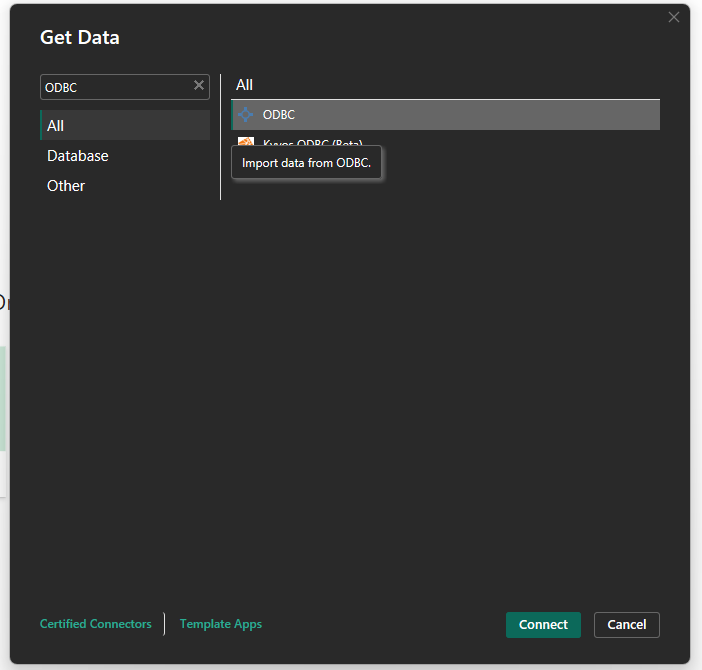 Get Data
ODBC
All
Database
Other
All
ODBC
Kyvos ODBC (Beta)
Import data from ODBC.
Certified Connectors
Template Apps
Connect
Cancel